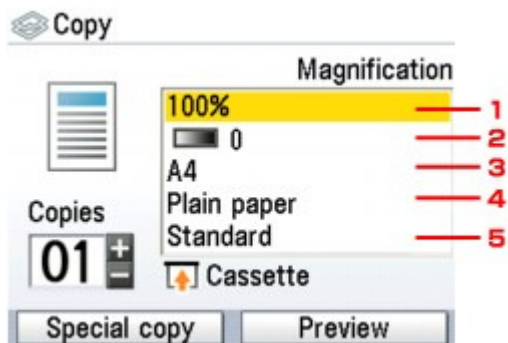 Copy
Magnification
100% 1
0 2
A4 3
Plain paper 4
Standard 5
Copies
01 + -
Cassette
Special copy Preview